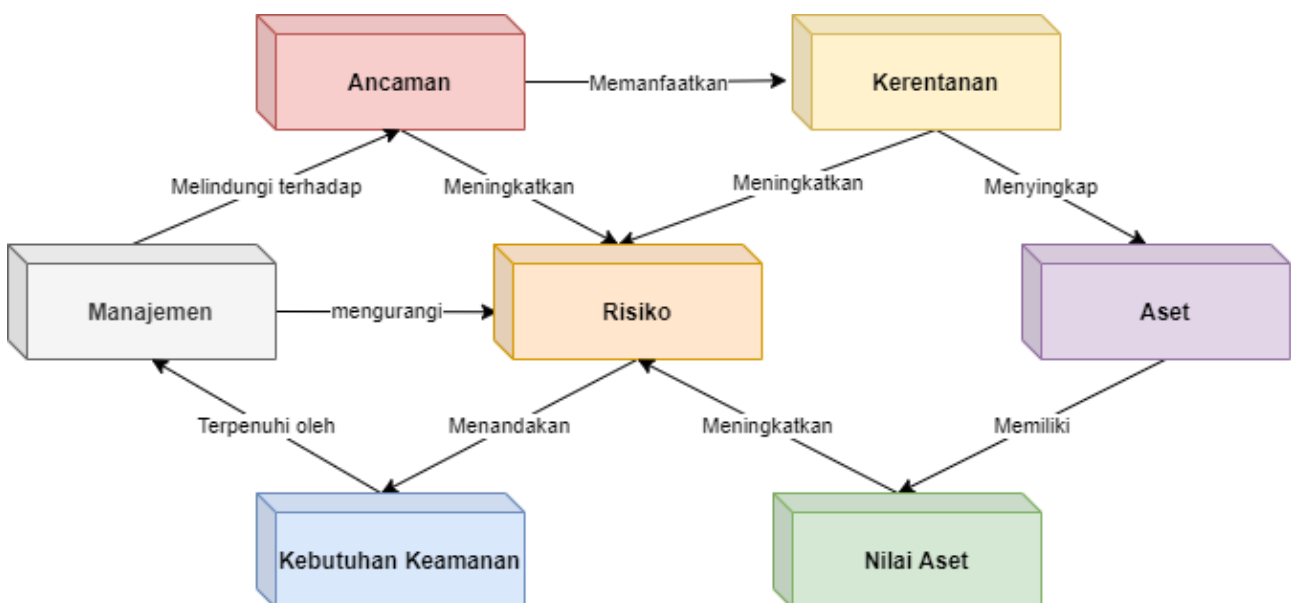 Ancaman
Memanfaatkan
Kerentanan
Melindungi terhadap
Meningkatkan
Meningkatkan
Menyingkap
Manajemen
mengurangi
Risiko
Aset
Terpenuhi oleh
Menandakan
Meningkatkan
Memiliki
Kebutuhan Keamanan
Nilai Aset